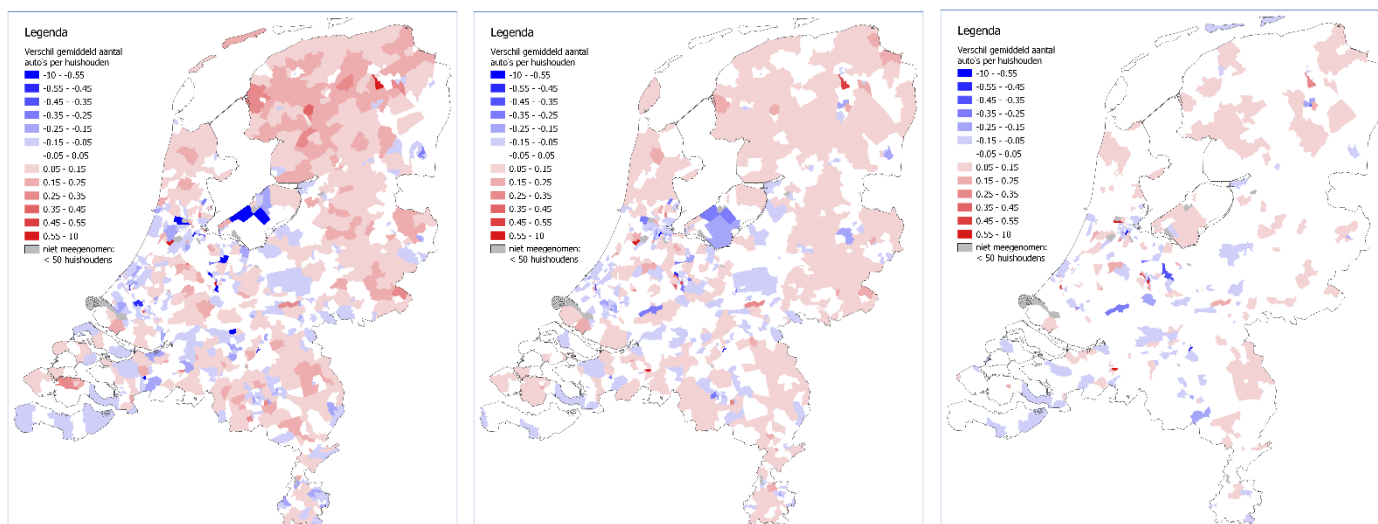 Legenda
Verschil gemiddeld aantal
auto's per huishouden
-10 - -0.55
-0.55 - -0.45
-0.45 - -0.35
-0.35 - -0.25
-0.25 - -0.15
-0.15 - -0.05
-0.05 - 0.05
0.05 - 0.15
0.15 - 0.25
0.25 - 0.35
0.35 - 0.45
0.45 - 0.55
0.55 - 10
niet meegenomen:
< 50 huishoudens
Legenda
Verschil gemiddeld aantal
auto's per huishouden
-10 - -0.55
-0.55 - -0.45
-0.45 - -0.35
-0.35 - -0.25
-0.25 - -0.15
-0.15 - -0.05
-0.05 - 0.05
0.05 - 0.15
0.15 - 0.25
0.25 - 0.35
0.35 - 0.45
0.45 - 0.55
0.55 - 10
niet meegenomen:
< 50 huishoudens
Legenda
Verschil gemiddeld aantal
auto's per huishouden
-10 - -0.55
-0.55 - -0.45
-0.45 - -0.35
-0.35 - -0.25
-0.25 - -0.15
-0.15 - -0.05
-0.05 - 0.05
0.05 - 0.15
0.15 - 0.25
0.25 - 0.35
0.35 - 0.45
0.45 - 0.55
0.55 - 10
niet meegenomen:
< 50 huishoudens